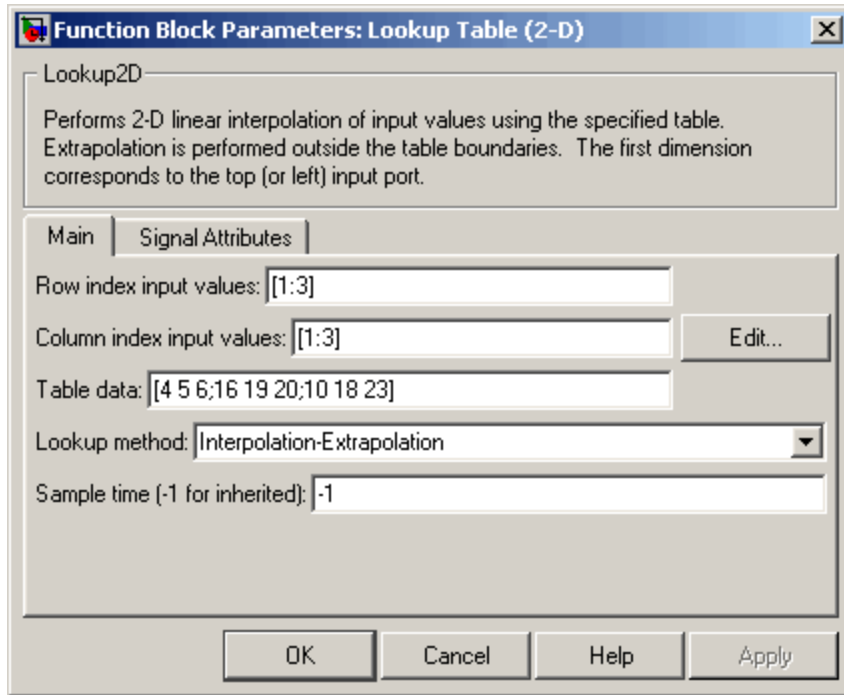 Function Block Parameters: Lookup Table (2-D)
Lookup2D
Performs 2-D linear interpolation of input values using the specified table.
Extrapolation is performed outside the table boundaries. The first dimension
corresponds to the top (or left) input port.
Main Signal Attributes
Row index input values: [1:3]
Column index input values: [1:3] Edit...
Table data: [4 5 6;16 19 20;10 18 23]
Lookup method: Interpolation-Extrapolation
Sample time (-1 for inherited): -1
OK Cancel Help Apply